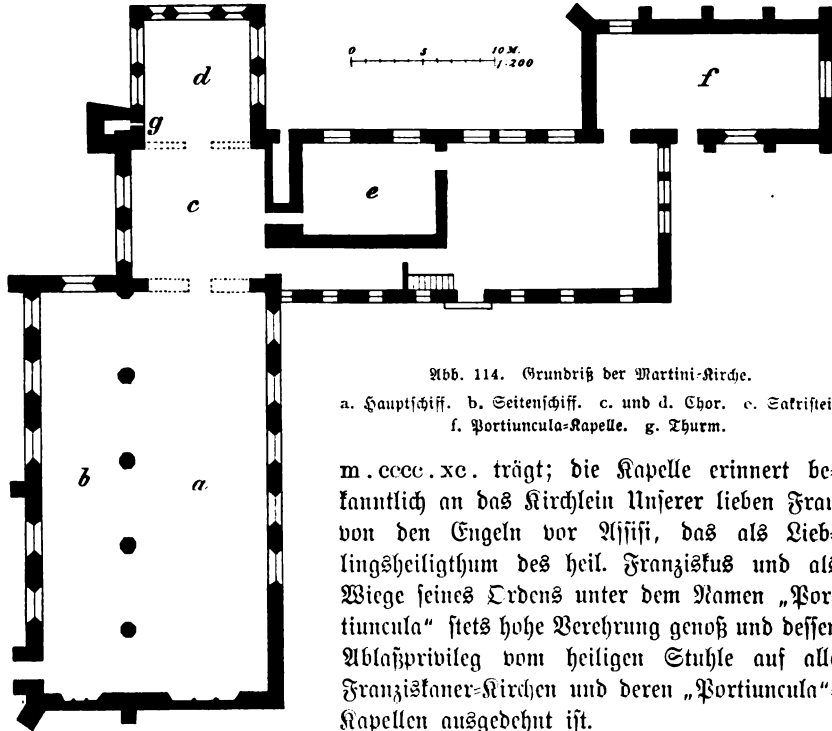 d
0 5 10 M.
1:200
f
g
c
e
Abb. 114. Grundriß der Martini-Kirche.
a. Hauptschiff. b. Seitenschiff. c. und d. Chor. e. Sakristei
f. Portiuncula-Kapelle. g. Thurm.
b
a
m.cccc.xc. trägt; die Kapelle erinnert be-
kanntlich an das Kirchlein Unserer lieben Frau
von den Engeln vor Assisi, das als Lieb-
lingsheiligthum des heil. Franziskus und als
Wiege seines Ordens unter dem Namen „Por-
tiuncula“ stets hohe Verehrung genoß und dessen
Ablaßprivileg vom heiligen Stuhle auf alle
Franziskaner-Kirchen und deren „Portiuncula“-
Kapellen ausgedehnt ist.